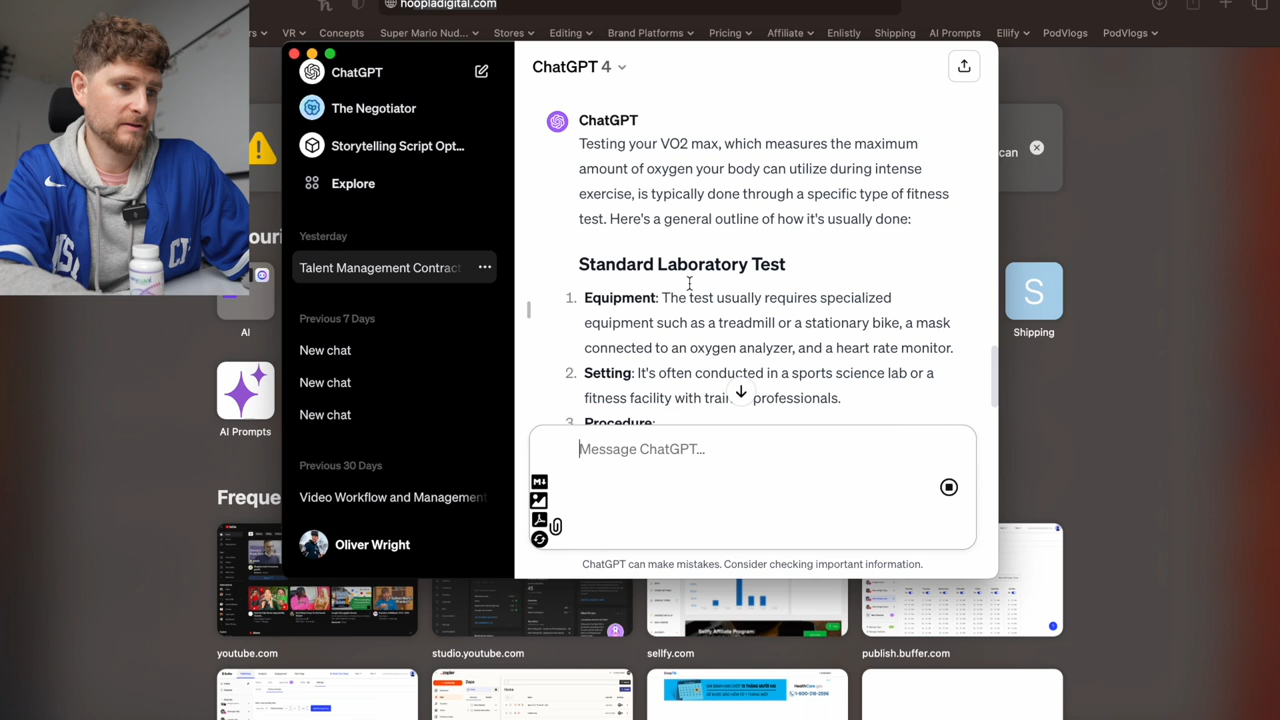 hoopladigital.com
rs
VR
Concepts
Super Mario Nud...
Stores
Editing
Brand Platforms
Pricing
Affiliate
Enlistly
Shipping
AI Prompts
Ellify
PodVlogs
PodVlogs
ChatGPT
The Negotiator
Storytelling Script Opt...
Explore
Yesterday
Talent Management Contract
Previous 7 Days
New chat
New chat
New chat
Previous 30 Days
Video Workflow and Management
Oliver Wright
ChatGPT 4
ChatGPT
Testing your VO2 max, which measures the maximum
amount of oxygen your body can utilize during intense
exercise, is typically done through a specific type of fitness
test. Here's a general outline of how it's usually done:
Standard Laboratory Test
1. Equipment: The test usually requires specialized
equipment such as a treadmill or a stationary bike, a mask
connected to an oxygen analyzer, and a heart rate monitor.
2. Setting: It's often conducted in a sports science lab or a
fitness facility with train professionals.
3. Procedure:
Message ChatGPT...
ChatGPT can make mistakes. Consider checking important information.
can
ouri
AI
AI Prompts
S
Shipping
Freque
youtube.com
studio.youtube.com
sellfy.com
publish.buffer.com